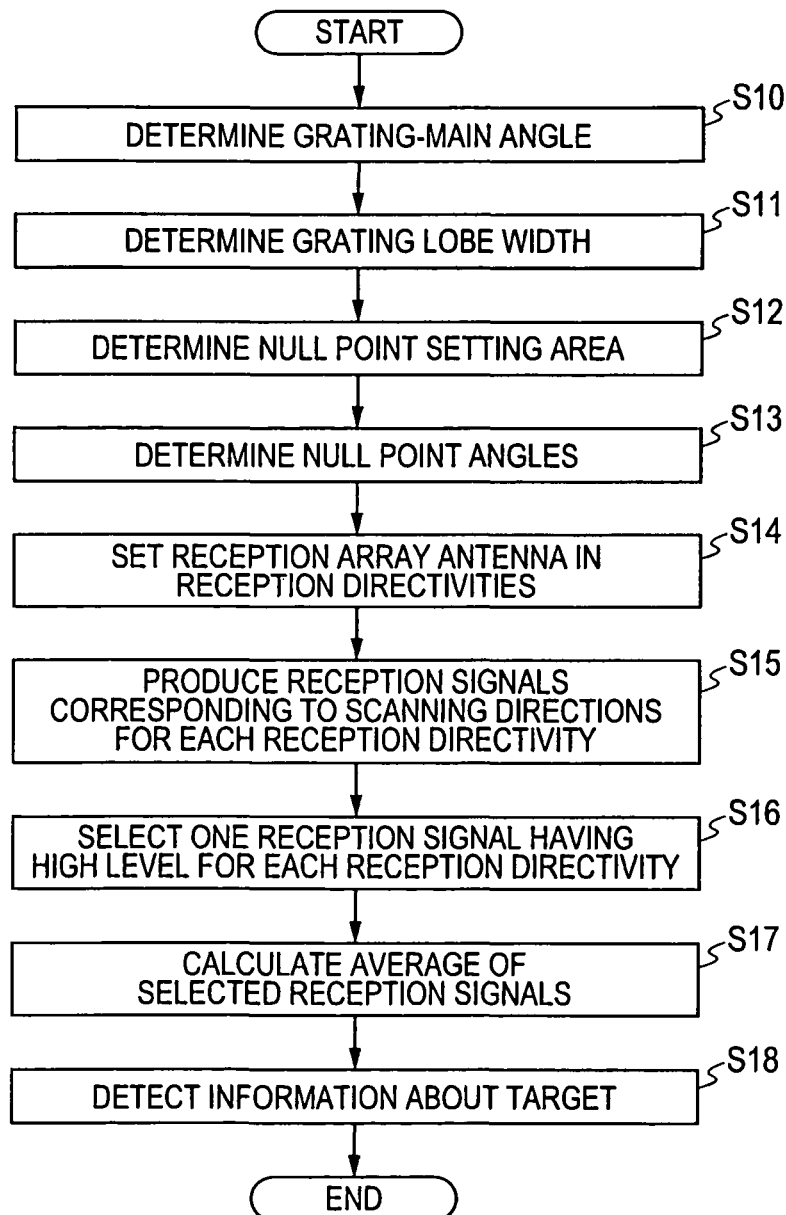 START
S10
DETERMINE GRATING-MAIN ANGLE
S11
DETERMINE GRATING LOBE WIDTH
S12
DETERMINE NULL POINT SETTING AREA
S13
DETERMINE NULL POINT ANGLES
S14
SET RECEPTION ARRAY ANTENNA IN
RECEPTION DIRECTIVITIES
S15
PRODUCE RECEPTION SIGNALS
CORRESPONDING TO SCANNING DIRECTIONS
FOR EACH RECEPTION DIRECTIVITY
S16
SELECT ONE RECEPTION SIGNAL HAVING
HIGH LEVEL FOR EACH RECEPTION DIRECTIVITY
S17
CALCULATE AVERAGE OF
SELECTED RECEPTION SIGNALS
S18
DETECT INFORMATION ABOUT TARGET
END